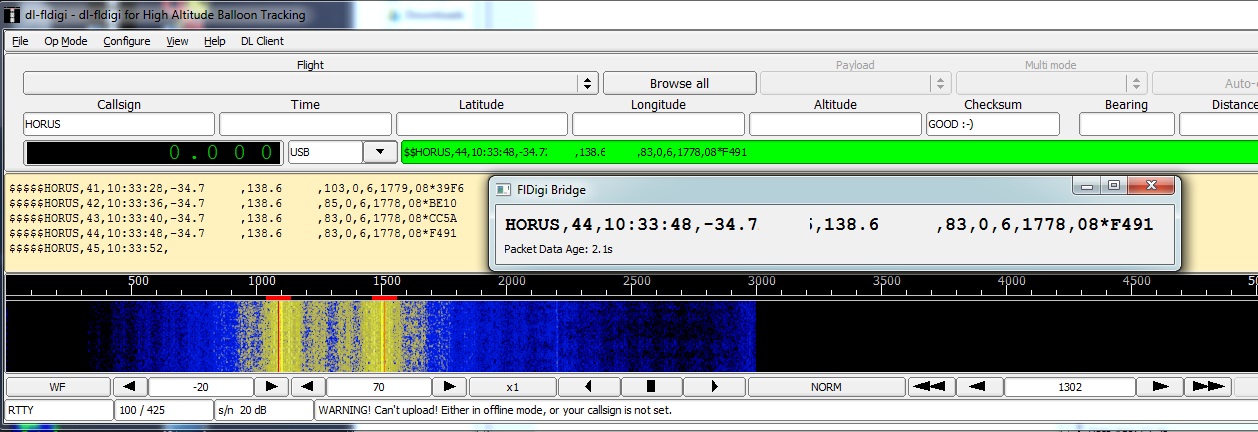 dl-fldigi - dl-fldigi for High Altitude Balloon Tracking
File Op Mode Configure View Help DL Client
Flight Payload Multi mode
Browse all
Callsign Time Latitude Longitude Altitude Checksum Bearing
HORUS GOOD :-)
0.000 USB $$HORUS,44,10:33:48,-34.7 ,138.6 ,83,0,6,1778,08*F491
$$$$$HORUS,41,10:33:28,-34.7 ,138.6 ,103,0,6,1779,08*39F6
$$$$$HORUS,42,10:33:36,-34.7 ,138.6 ,85,0,6,1778,08*BE10
$$$$$HORUS,43,10:33:40,-34.7 ,138.6 ,83,0,6,1778,08*CC5A
$$$$$HORUS,44,10:33:48,-34.7 ,138.6 ,83,0,6,1778,08*F491
$$$$$HORUS,45,10:33:52,
FlDigi Bridge
HORUS,44,10:33:48,-34.7 ,138.6 ,83,0,6,1778,08*F491
Packet Data Age: 2.1s
500 1000 1500 2000 2500 3000 3500 4000 4500
WF -20 70 x1 NORM 1302
RTTY 100 / 425 s/n 20 dB WARNING! Can't upload! Either in offline mode, or your callsign is not set.